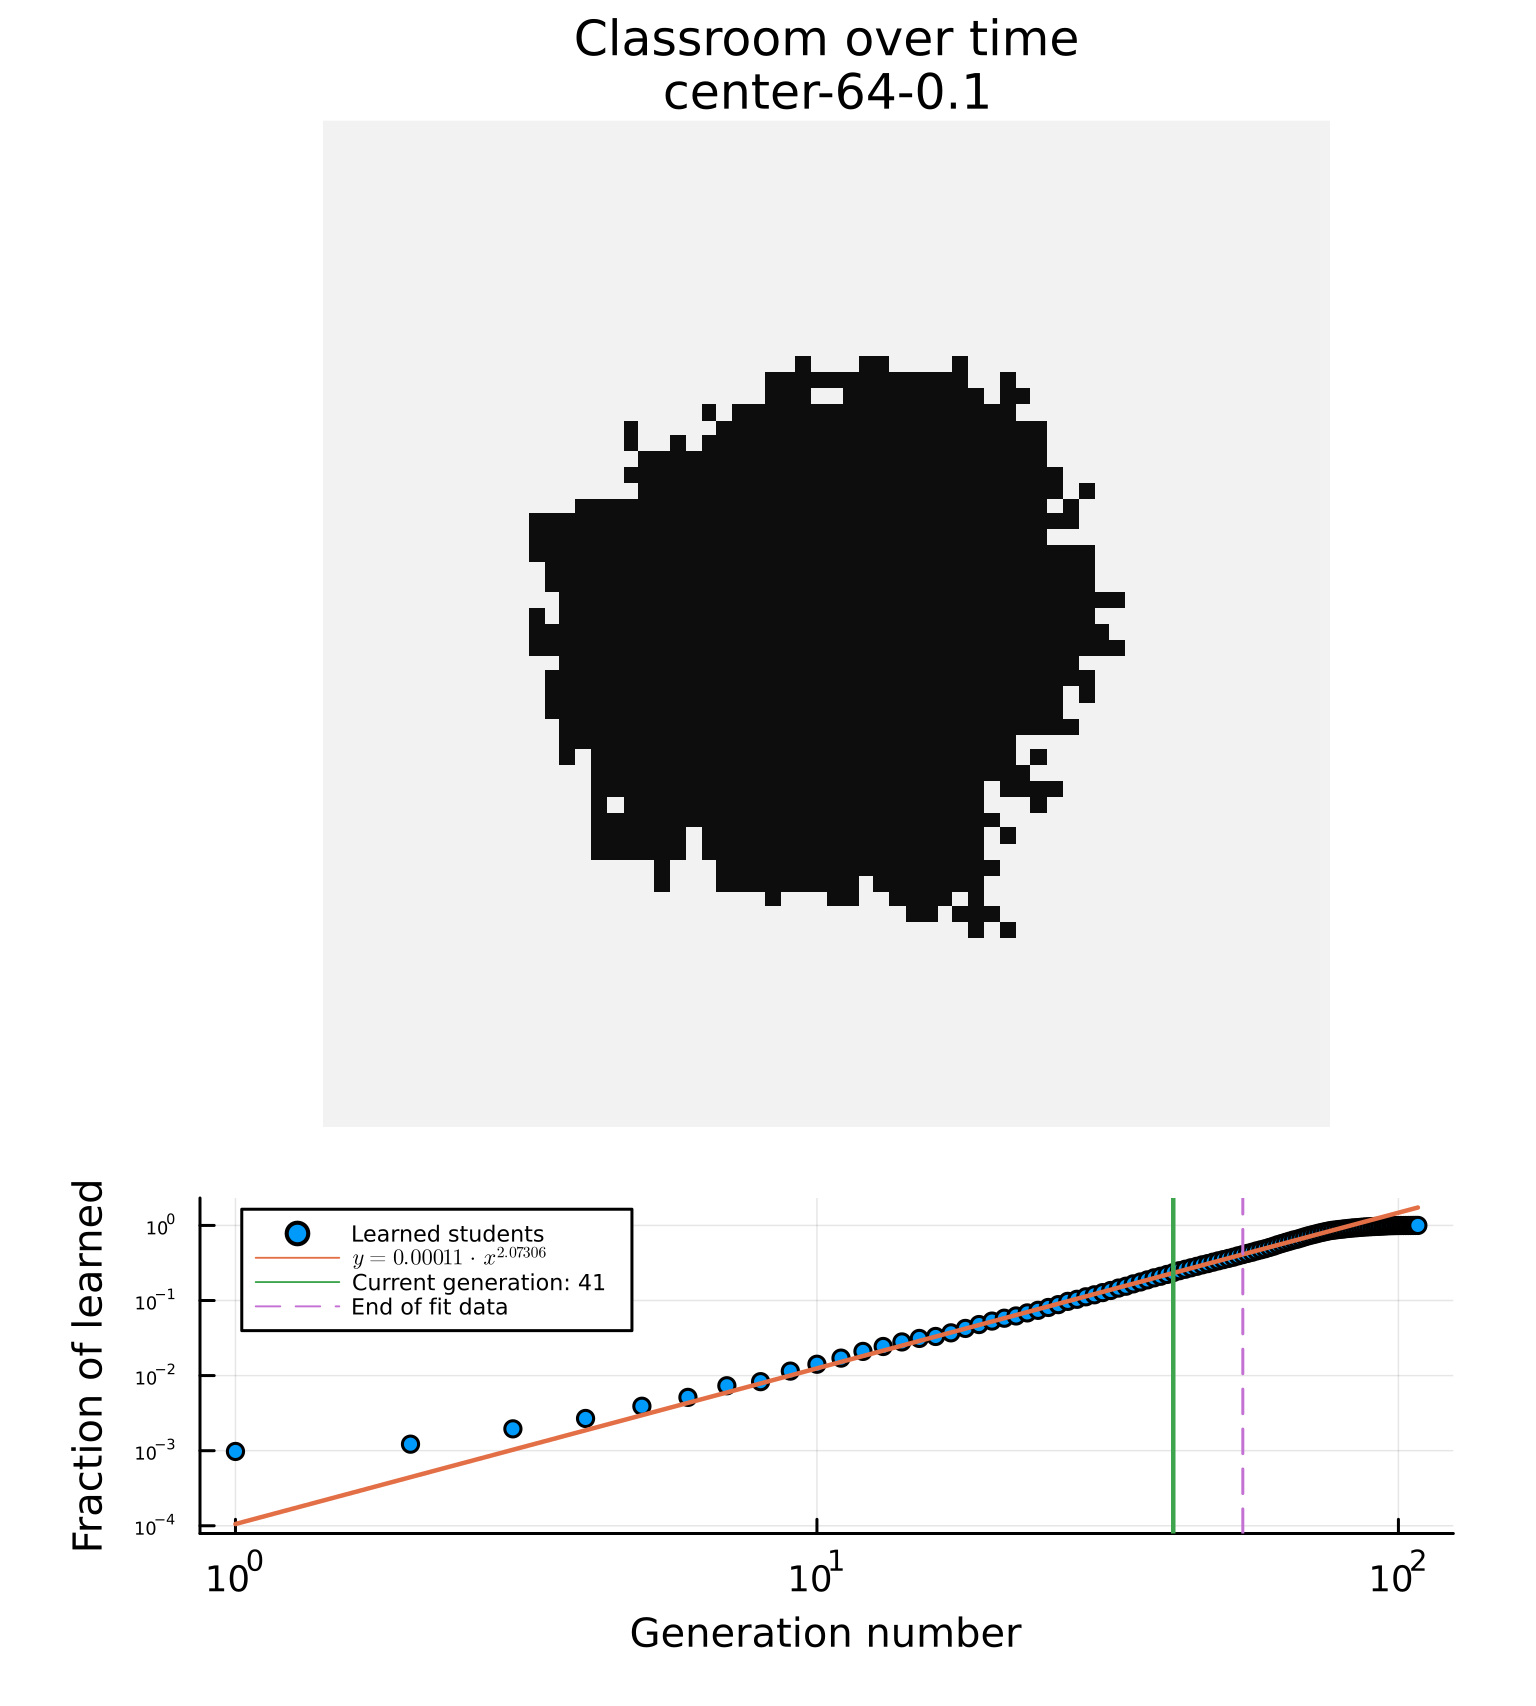 Classroom over time
center-64-0.1
Fraction of learned
10^0
10^-1
10^-2
10^-3
10^-4
Learned students
y = 0.00011 · x^2.07306
Current generation: 41
End of fit data
10^0 10^1 10^2
Generation number